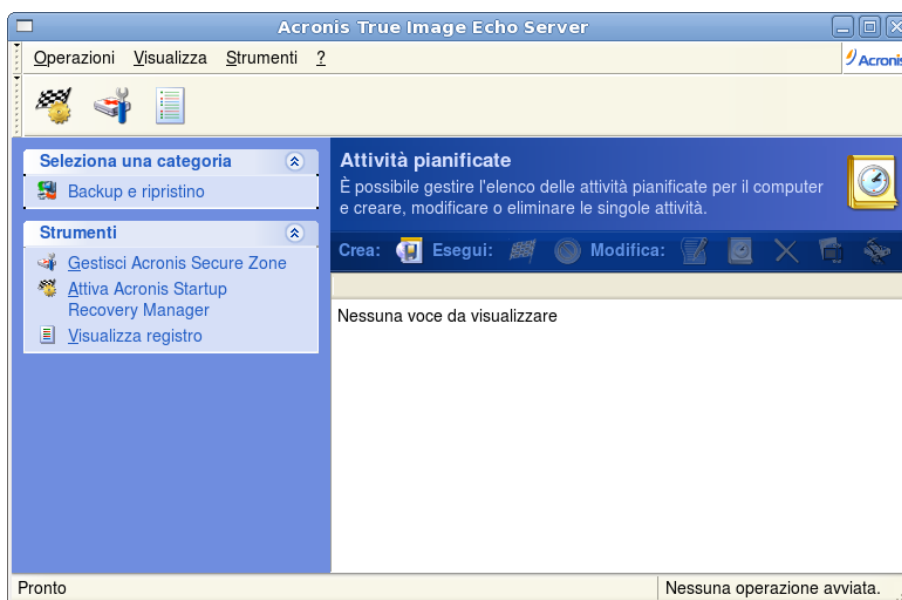 Acronis True Image Echo Server
Operazioni Visualizza Strumenti ?
Acronis
Seleziona una categoria
Backup e ripristino
Strumenti
Gestisci Acronis Secure Zone
Attiva Acronis Startup
Recovery Manager
Visualizza registro
Attività pianificate
È possibile gestire l'elenco delle attività pianificate per il computer
e creare, modificare o eliminare le singole attività.
Crea: Esegui: Modifica:
Nessuna voce da visualizzare
Pronto
Nessuna operazione avviata.